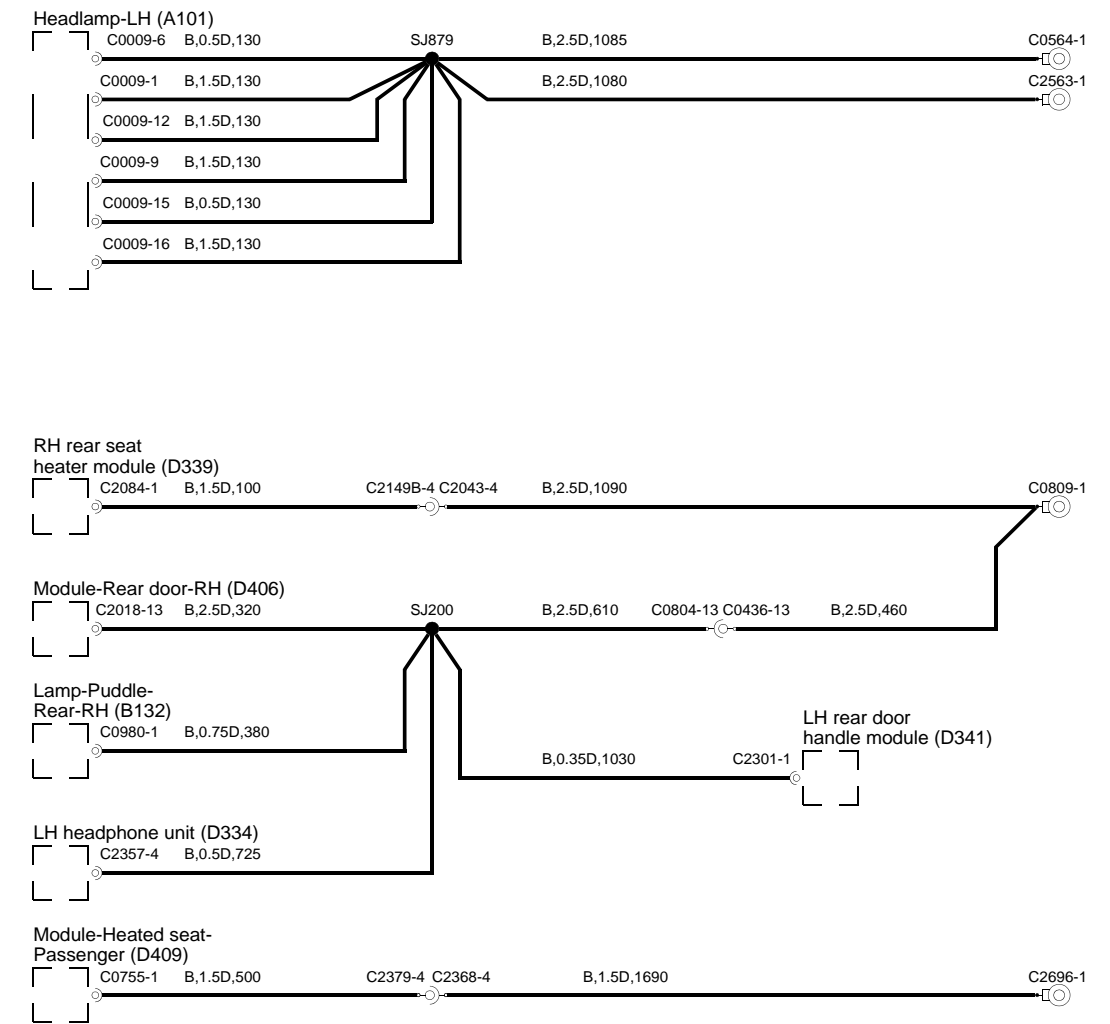 Headlamp-LH (A101)
C0009-6 B,0.5D,130 SJ879 B,2.5D,1085 C0564-1
C0009-1 B,1.5D,130 B,2.5D,1080 C2563-1
C0009-12 B,1.5D,130
C0009-9 B,1.5D,130
C0009-15 B,0.5D,130
C0009-16 B,1.5D,130
RH rear seat
heater module (D339)
C2084-1 B,1.5D,100 C2149B-4 C2043-4 B,2.5D,1090 C0809-1
Module-Rear door-RH (D406)
C2018-13 B,2.5D,320 SJ200 B,2.5D,610 C0804-13 C0436-13 B,2.5D,460
Lamp-Puddle-
Rear-RH (B132)
C0980-1 B,0.75D,380
LH rear door
handle module (D341)
B,0.35D,1030 C2301-1
LH headphone unit (D334)
C2357-4 B,0.5D,725
Module-Heated seat-
Passenger (D409)
C0755-1 B,1.5D,500 C2379-4 C2368-4 B,1.5D,1690 C2696-1